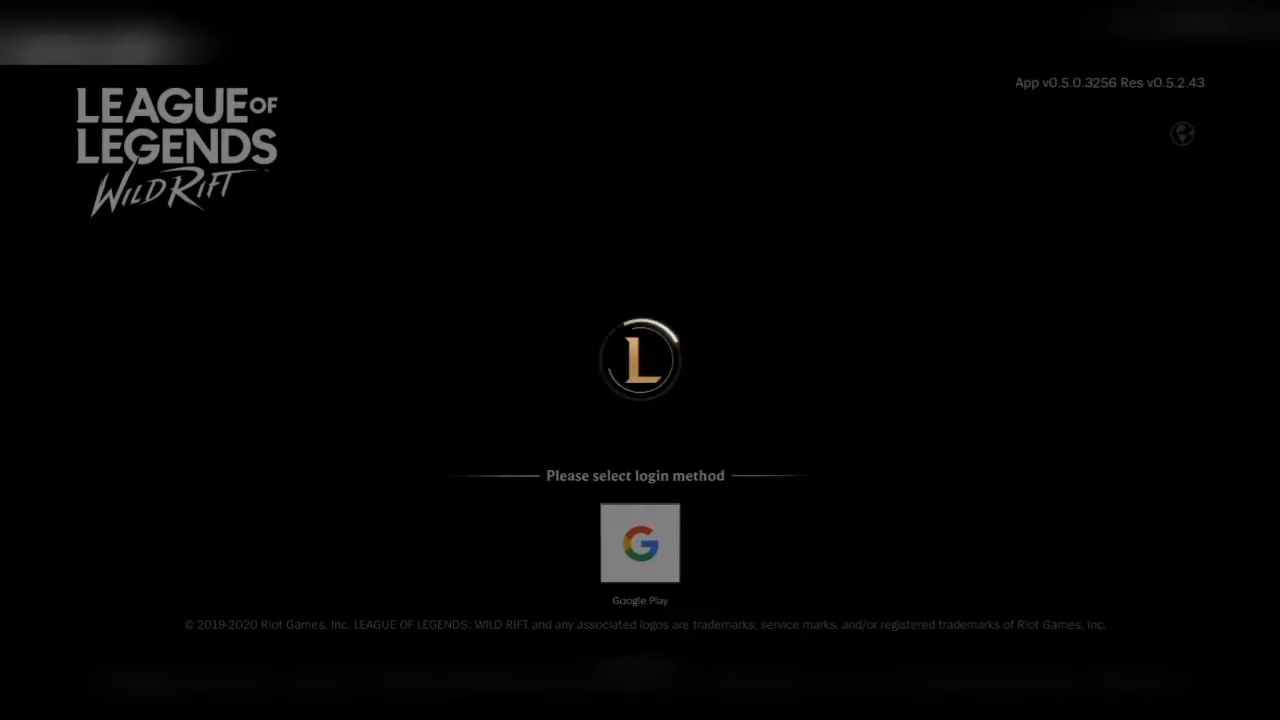 LEAGUE OF
LEGENDS
WILD RIFT
App v0.5.0.3256 Res v0.5.2.43
L
Please select login method
G
Google Play
© 2019-2020 Riot Games, Inc. LEAGUE OF LEGENDS: WILD RIFT and any associated logos are trademarks, service marks, and/or registered trademarks of Riot Games, Inc.